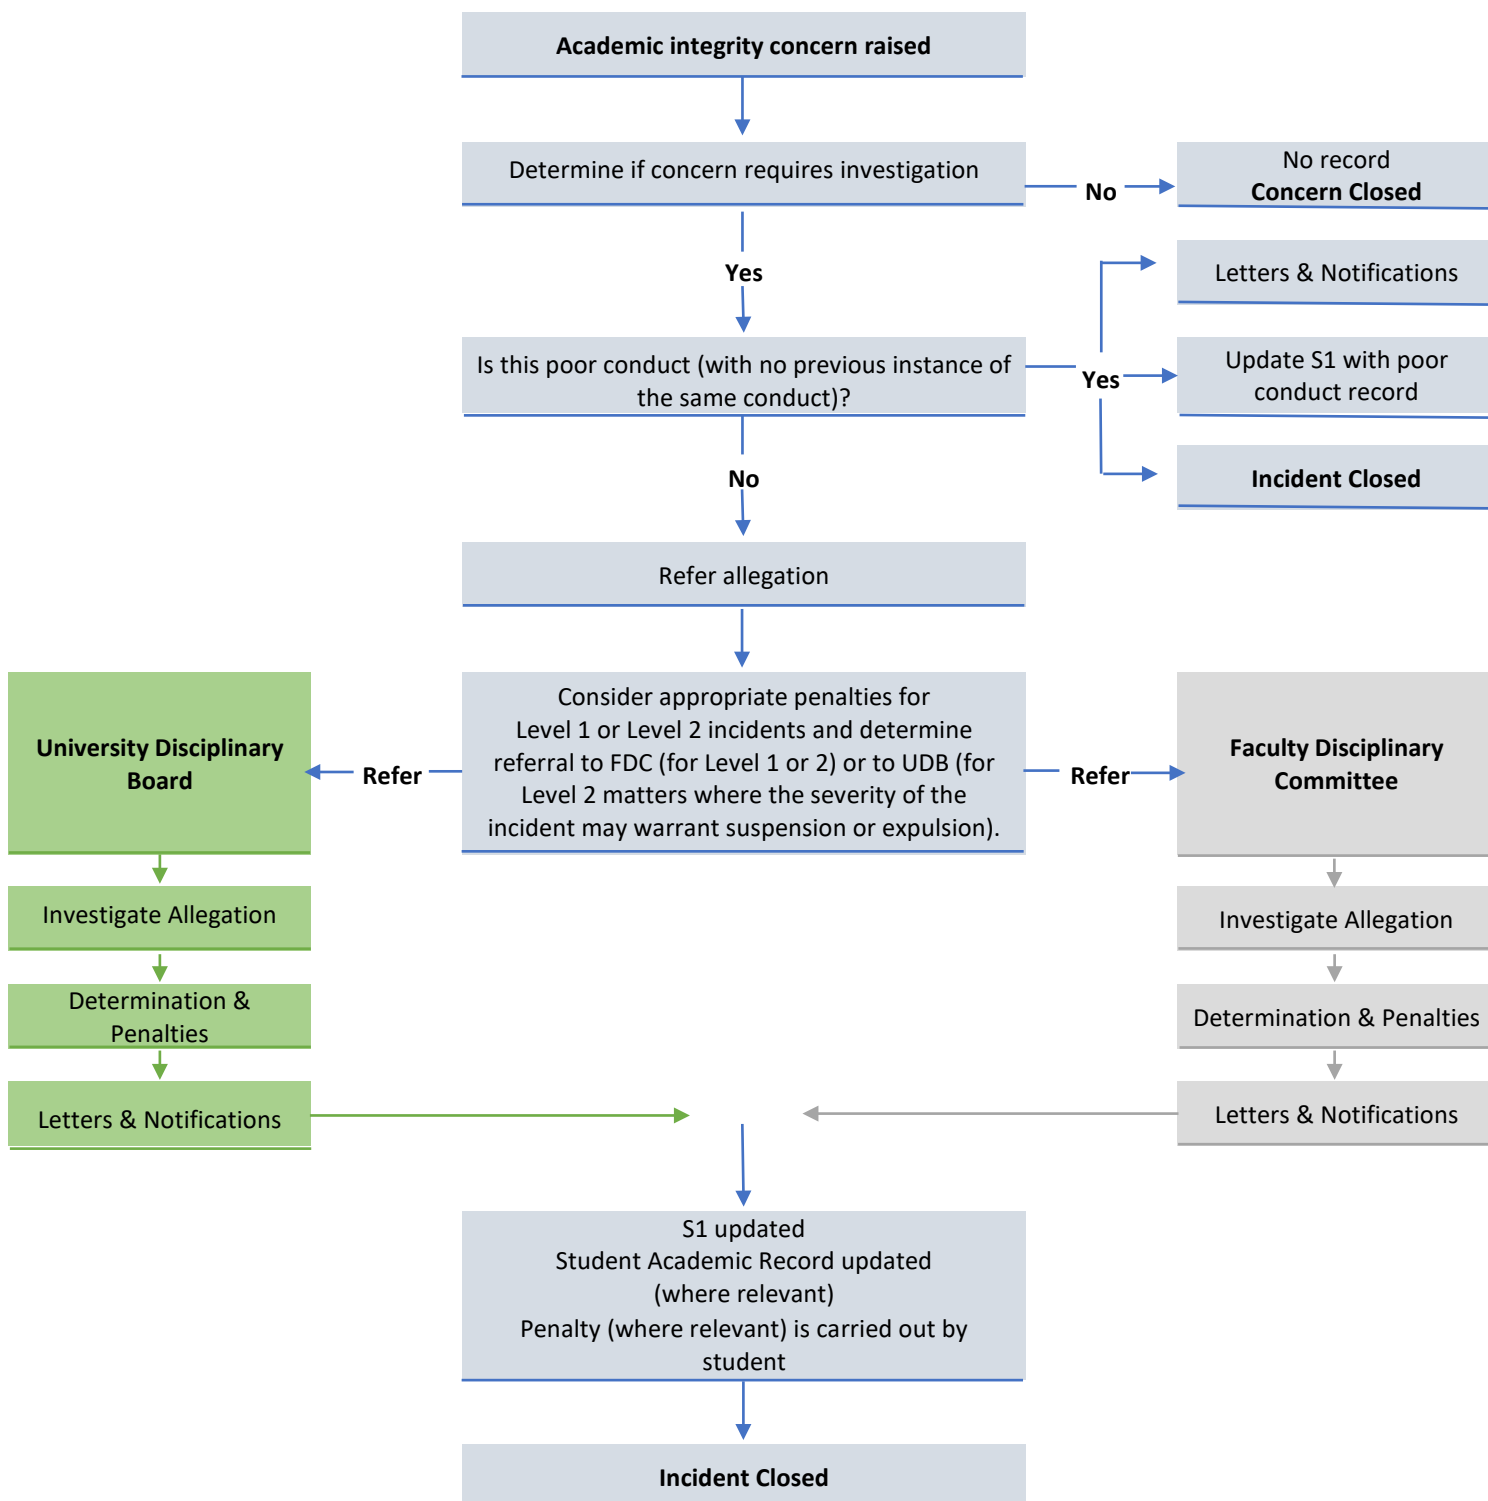 Academic integrity concern raised
Determine if concern requires investigation
No
No record
Concern Closed
Yes
Letters & Notifications
Is this poor conduct (with no previous instance of
the same conduct)?
Yes
Update S1 with poor
conduct record
Incident Closed
No
Refer allegation
University Disciplinary
Board
Refer
Consider appropriate penalties for
Level 1 or Level 2 incidents and determine
referral to FDC (for Level 1 or 2) or to UDB (for
Level 2 matters where the severity of the
incident may warrant suspension or expulsion).
Refer
Faculty Disciplinary
Committee
Investigate Allegation
Investigate Allegation
Determination &
Penalties
Determination & Penalties
Letters & Notifications
Letters & Notifications
S1 updated
Student Academic Record updated
(where relevant)
Penalty (where relevant) is carried out by
student
Incident Closed